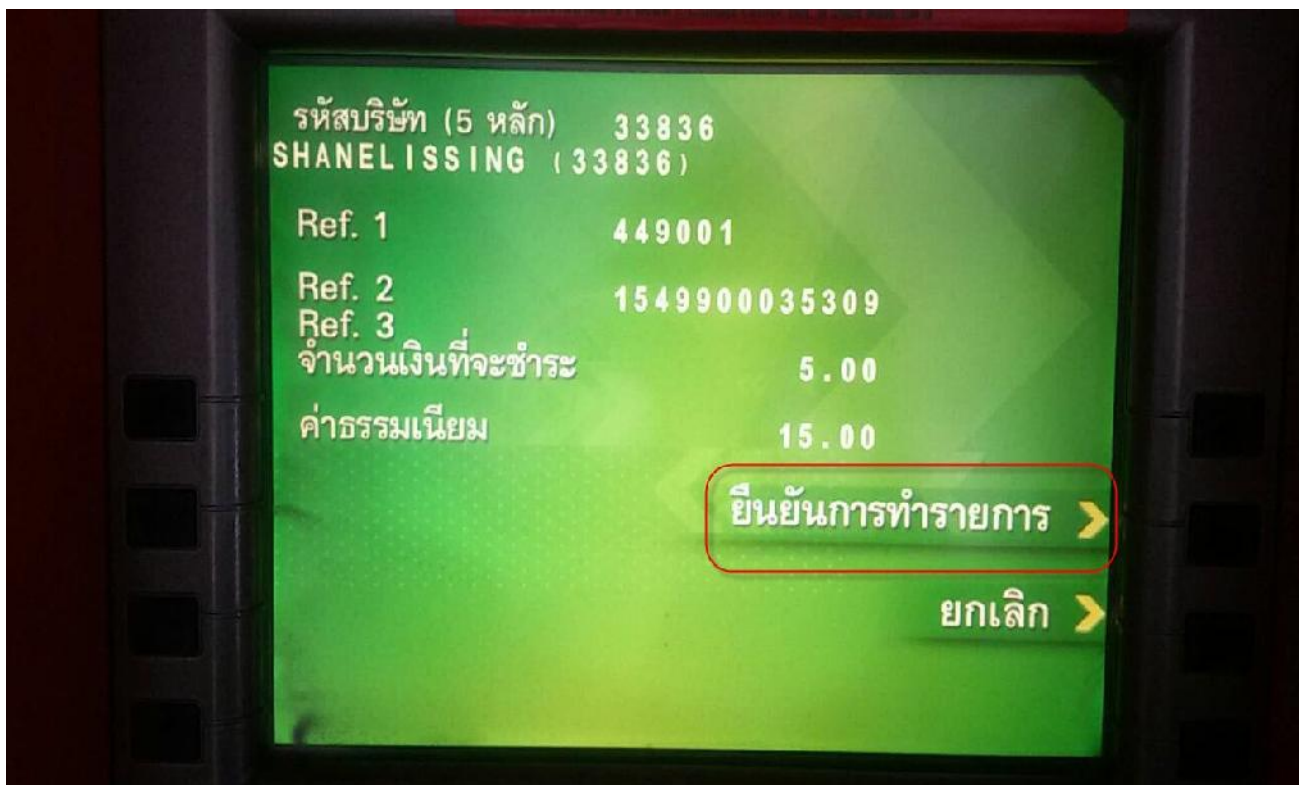 รหัสบริษัท (5 หลัก) 33836
SHANELISSING (33836)
Ref. 1 449001
Ref. 2 1549900035309
Ref. 3
จำนวนเงินที่จะชำระ 5.00
ค่าธรรมเนียม 15.00
ยืนยันการทำรายการ
ยกเลิก